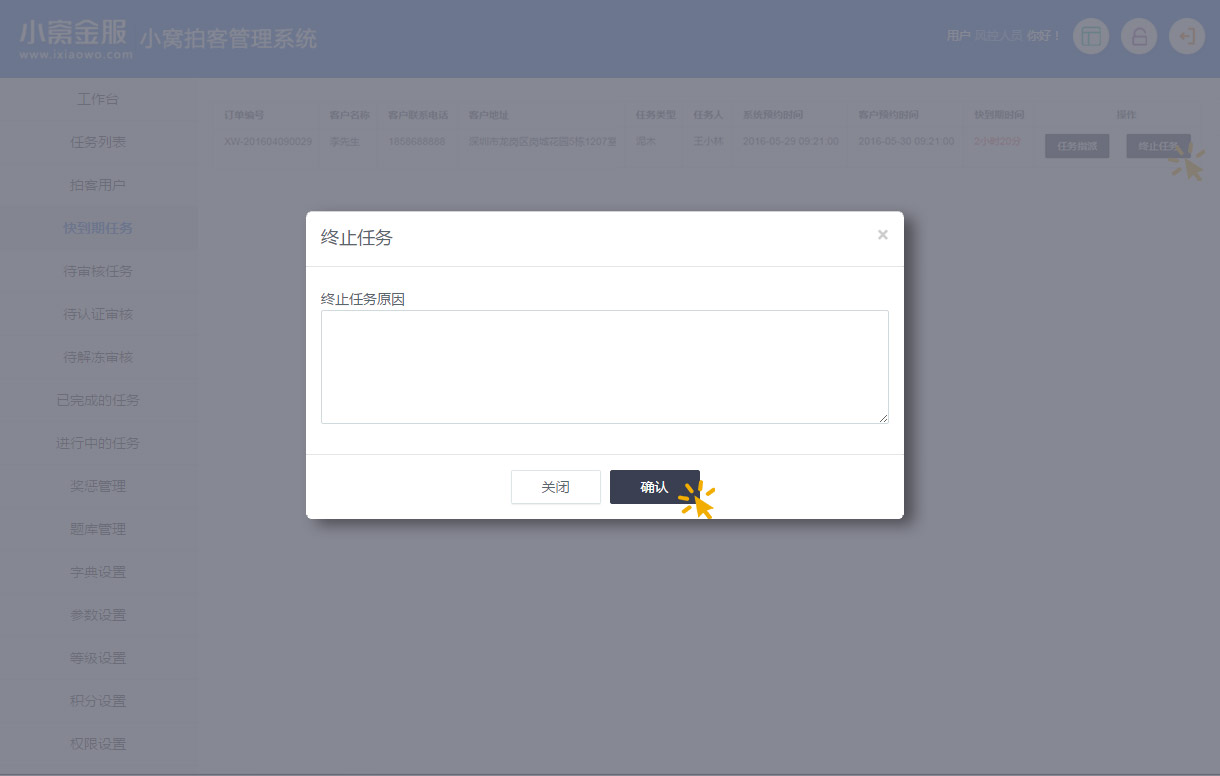 小窝金服
www.ixiaowo.com
小窝拍客管理系统
用户 风控人员 你好！
工作台
任务列表
拍客用户
快到期任务
待审核任务
待认证审核
待解冻审核
已完成的任务
进行中的任务
奖惩管理
题库管理
字典设置
参数设置
等级设置
积分设置
权限设置
订单编号 客户名称 客户联系电话 客户地址 任务类型 任务人 系统预约时间 客户预约时间 快到期时间 操作
XW-201604090029 李先生 1868688888 深圳市龙岗区岗城花园5栋1207室 王小林 2016-05-29 09:21:00 2016-05-30 09:21:00 2小时20分 任务指派 终止任务
终止任务 ×
终止任务原因
关闭 确认